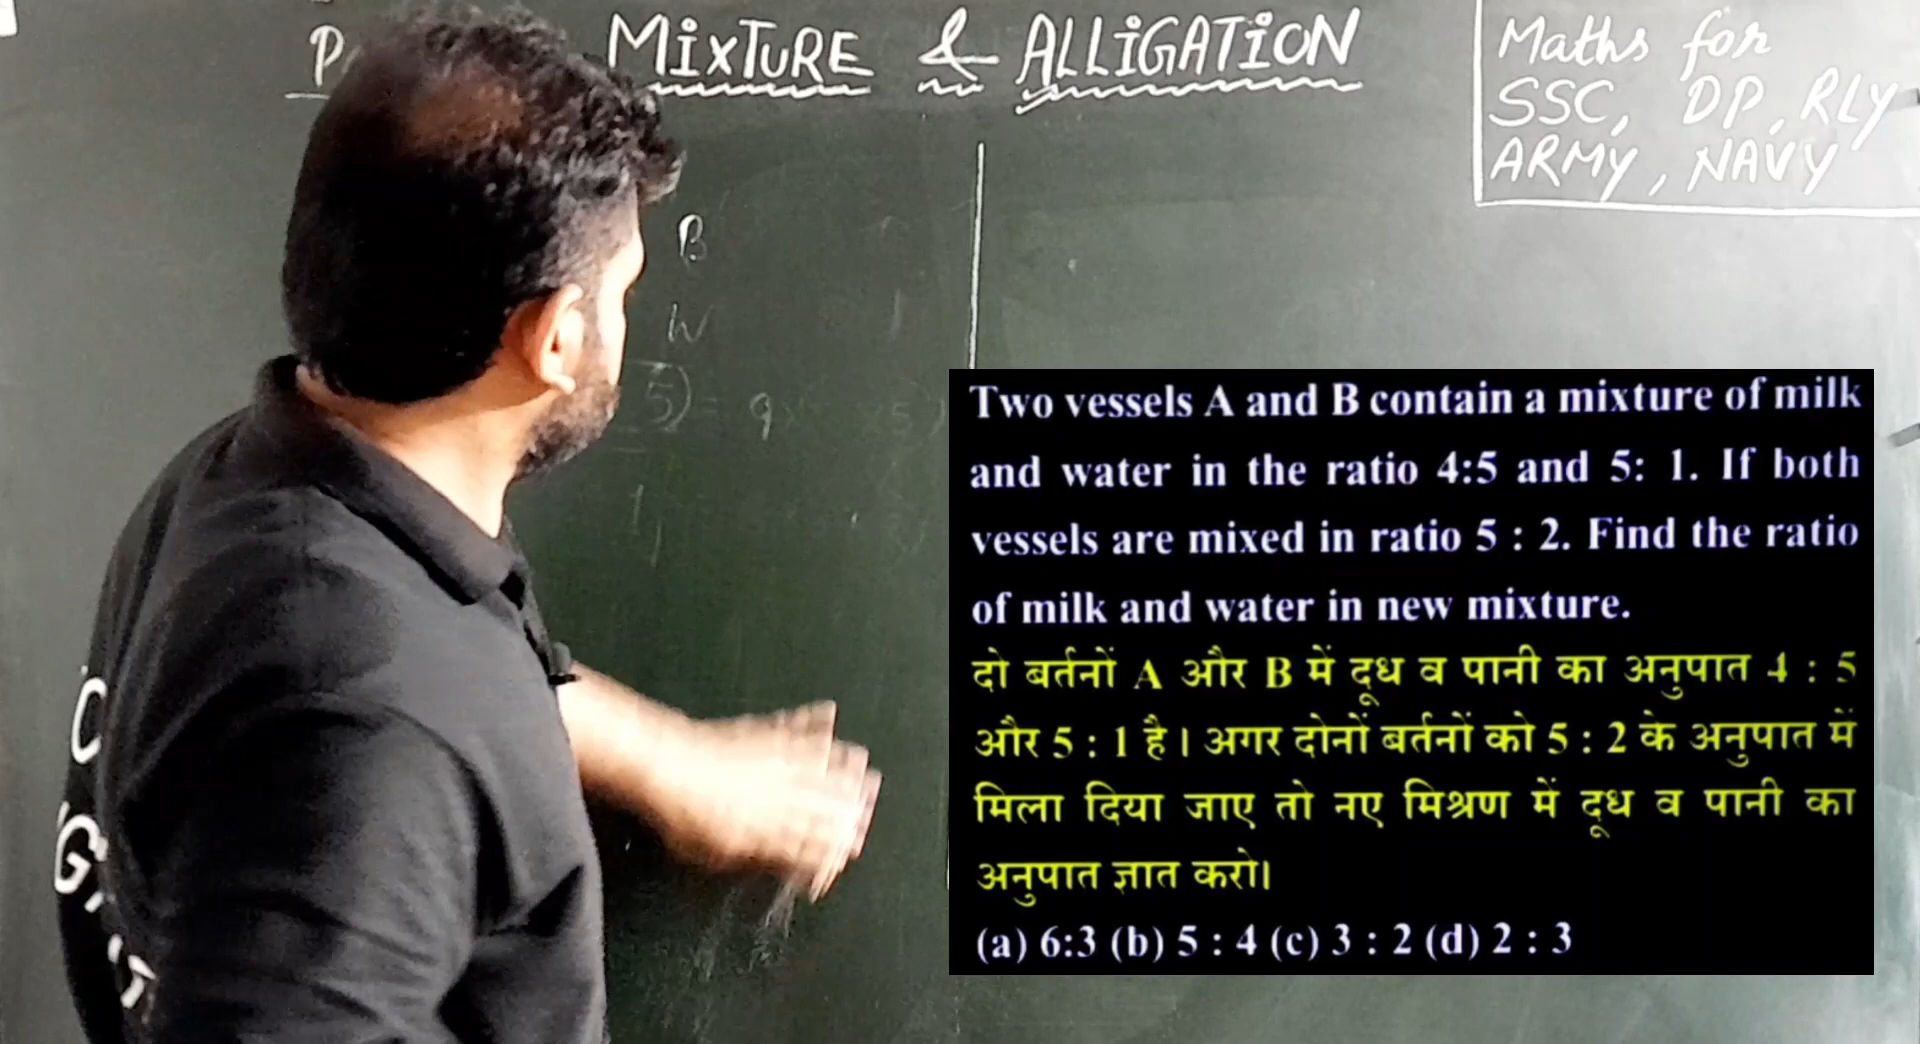 MIXTURE & ALLIGATION
Maths for
SSC, DP, RLY
ARMY, NAVY
B
W
5) = 9
Two vessels A and B contain a mixture of milk
and water in the ratio 4:5 and 5: 1. If both
vessels are mixed in ratio 5 : 2. Find the ratio
of milk and water in new mixture.
दो बर्तनों A और B में दूध व पानी का अनुपात 4 : 5
और 5 : 1 है। अगर दोनों बर्तनों को 5 : 2 के अनुपात में
मिला दिया जाए तो नए मिश्रण में दूध व पानी का
अनुपात ज्ञात करो।
(a) 6:3 (b) 5 : 4 (c) 3 : 2 (d) 2 : 3